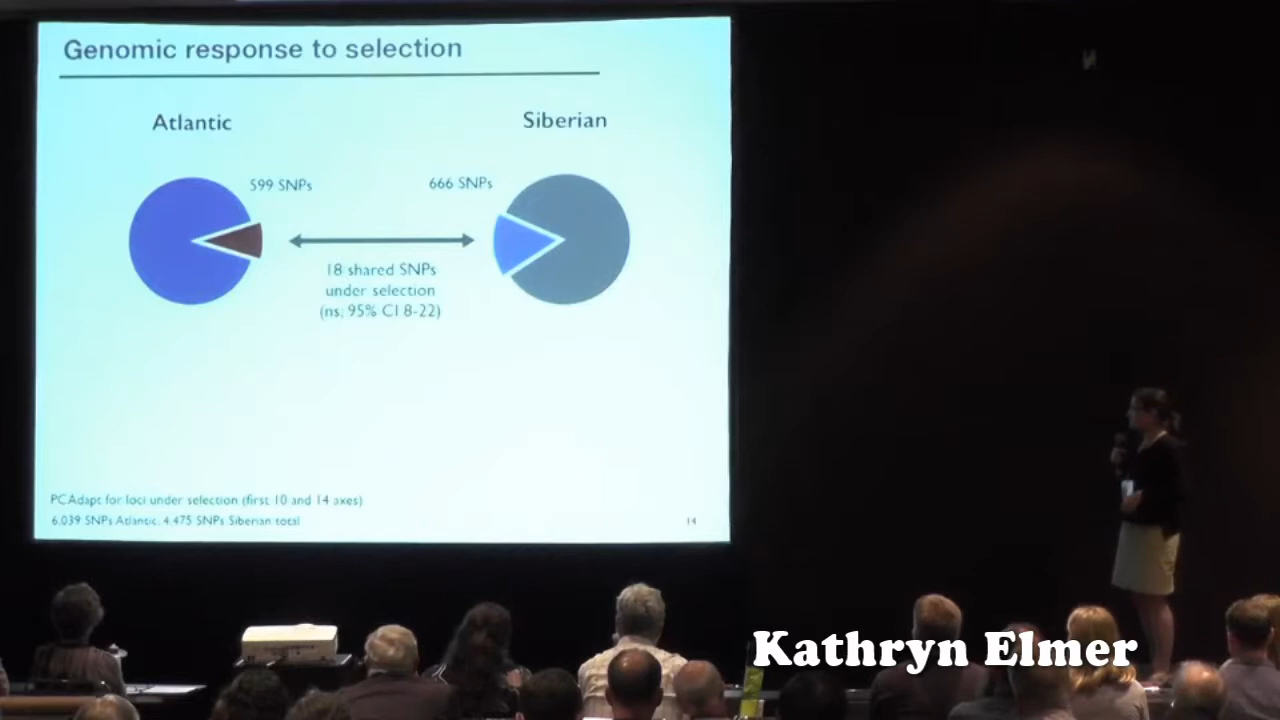 Genomic response to selection
Atlantic
Siberian
599 SNPs
666 SNPs
18 shared SNPs
under selection
(ns; 95% CI 8-22)
PCAdapt for loci under selection (first 10 and 14 axes)
6,039 SNPs Atlantic; 4,475 SNPs Siberian total
14
Kathryn Elmer